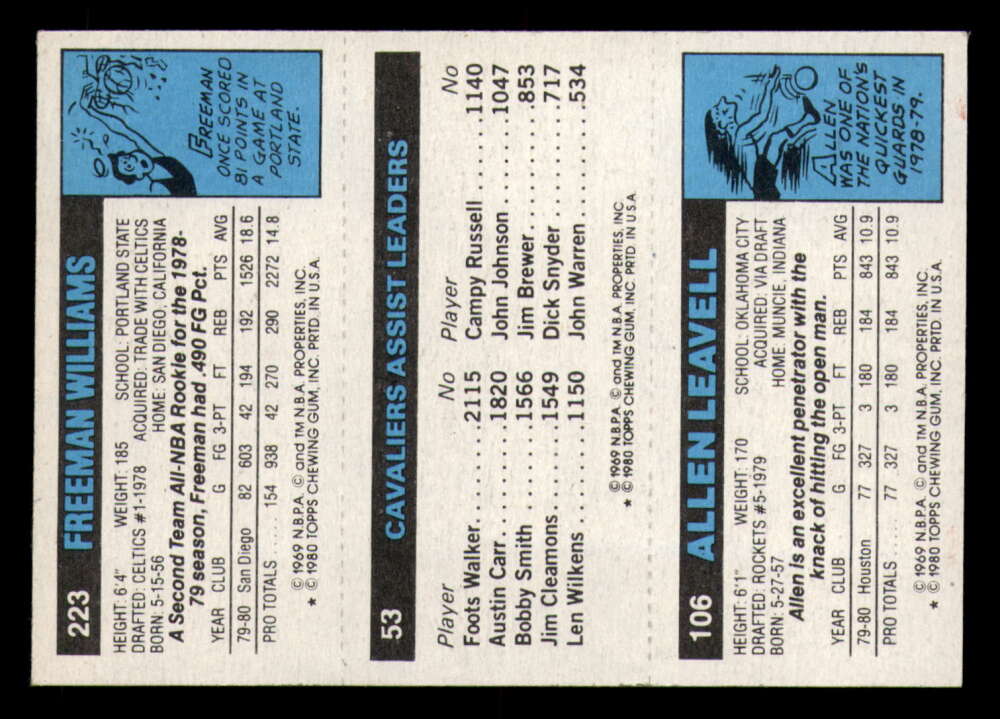 223 FREEMAN WILLIAMS
HEIGHT: 6'4" WEIGHT: 185 SCHOOL: PORTLAND STATE
DRAFTED: CELTICS #1-1978 ACQUIRED: TRADE WITH CELTICS
BORN: 5-15-56 HOME: SAN DIEGO, CALIFORNIA
A Second Team All-NBA Rookie for the 1978-
79 season, Freeman had .490 FG Pct.
YEAR CLUB G FG 3-PT FT REB PTS AVG
79-80 San Diego 82 603 42 194 192 1526 18.6
PRO TOTALS .... 154 938 42 270 290 2272 14.8
© 1969 N.B.P.A. © and TM N.B.A. PROPERTIES, INC.
★ © 1980 TOPPS CHEWING GUM, INC. PRTD. IN U.S.A.
FREEMAN
ONCE SCORED
81 POINTS IN
A GAME AT
PORTLAND
STATE.
53 CAVALIERS ASSIST LEADERS
Player No Player No
Foots Walker...... 2115 Campy Russell .... 1140
Austin Carr....... 1820 John Johnson .... 1047
Bobby Smith ..... 1566 Jim Brewer....... .853
Jim Cleamons..... 1549 Dick Snyder ...... .717
Len Wilkens ...... 1150 John Warren ..... .534
© 1969 N.B.P.A. © and TM N.B.A. PROPERTIES, INC.
★ © 1980 TOPPS CHEWING GUM, INC. PRTD. IN U.S.A.
106 ALLEN LEAVELL
HEIGHT: 6'1" WEIGHT: 170 SCHOOL: OKLAHOMA CITY
DRAFTED: ROCKETS #5-1979 ACQUIRED: VIA DRAFT
BORN: 5-27-57 HOME: MUNCIE, INDIANA
Allen is an excellent penetrator with the
knack of hitting the open man.
YEAR CLUB G FG 3-PT FT REB PTS AVG
79-80 Houston 77 327 3 180 184 843 10.9
PRO TOTALS ..... 77 327 3 180 184 843 10.9
© 1969 N.B.P.A. © and TM N.B.A. PROPERTIES, INC.
★ © 1980 TOPPS CHEWING GUM, INC. PRTD. IN U.S.A.
ALLEN
WAS ONE OF
THE NATION'S
QUICKEST
GUARDS IN
1978-79.